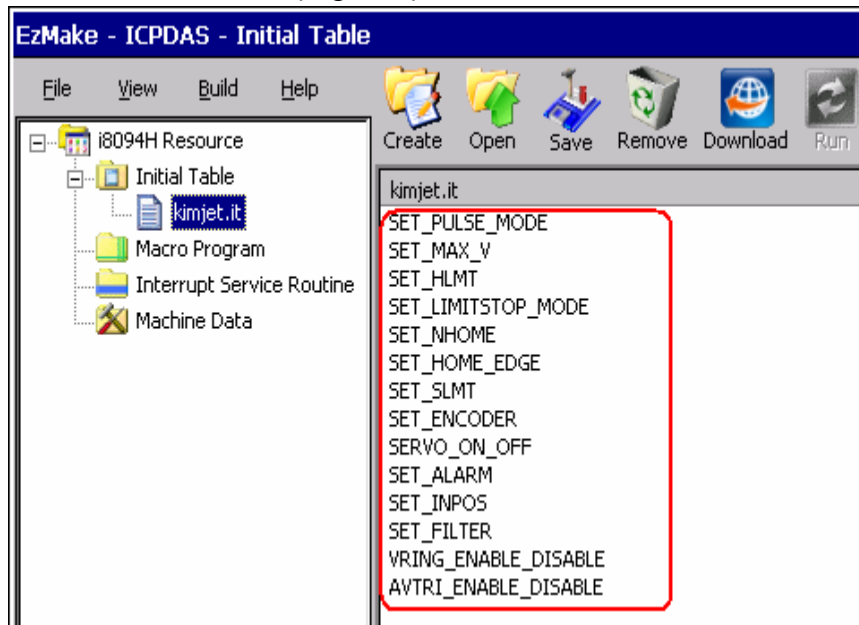 EzMake - ICPDAS - Initial Table
File View Build Help
Create Open Save Remove Download Run
i8094H Resource
Initial Table
kimjet.it
Macro Program
Interrupt Service Routine
Machine Data
kimjet.it
SET_PULSE_MODE
SET_MAX_V
SET_HLMT
SET_LIMITSTOP_MODE
SET_NHOME
SET_HOME_EDGE
SET_SLMT
SET_ENCODER
SERVO_ON_OFF
SET_ALARM
SET_INPOS
SET_FILTER
VRING_ENABLE_DISABLE
AVTRI_ENABLE_DISABLE